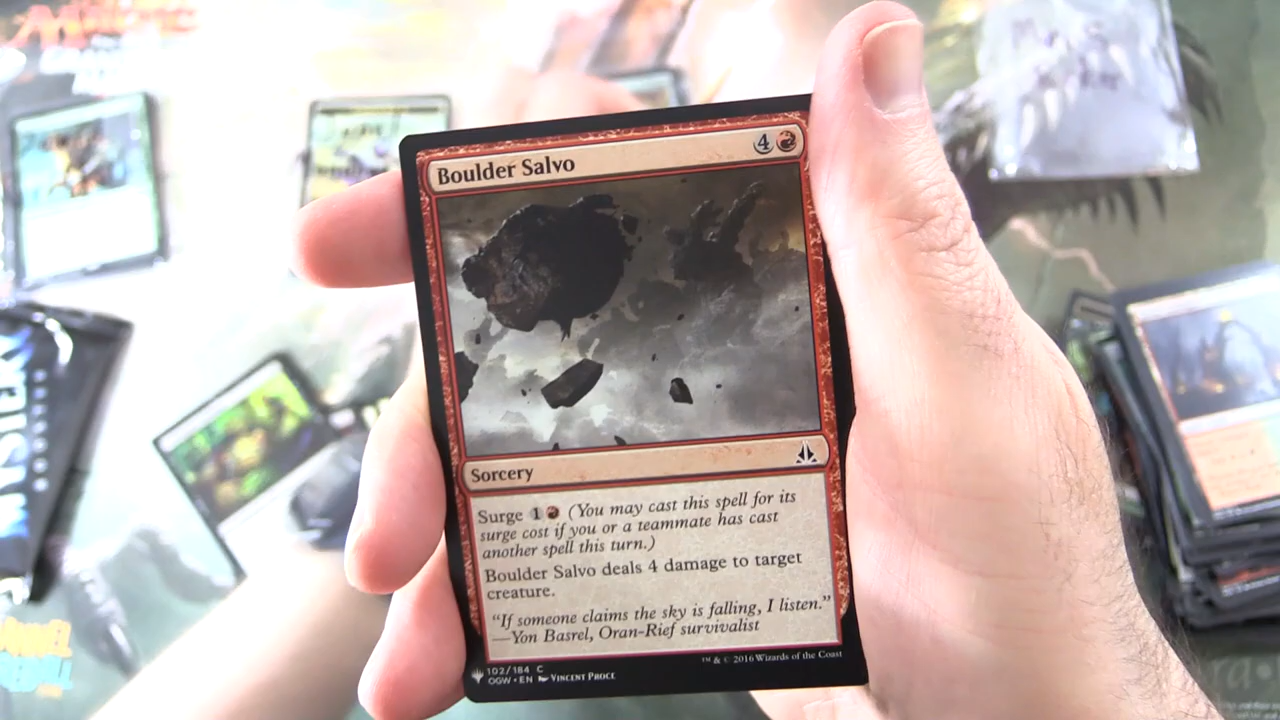 Boulder Salvo
4
Sorcery
Surge 1 (You may cast this spell for its
surge cost if you or a teammate has cast
another spell this turn.)
Boulder Salvo deals 4 damage to target
creature.
“If someone claims the sky is falling, I listen.”
—Yon Basrel, Oran-Rief survivalist
102/184 C
OGW • EN VINCENT PROCE
™ & © 2016 Wizards of the Coast